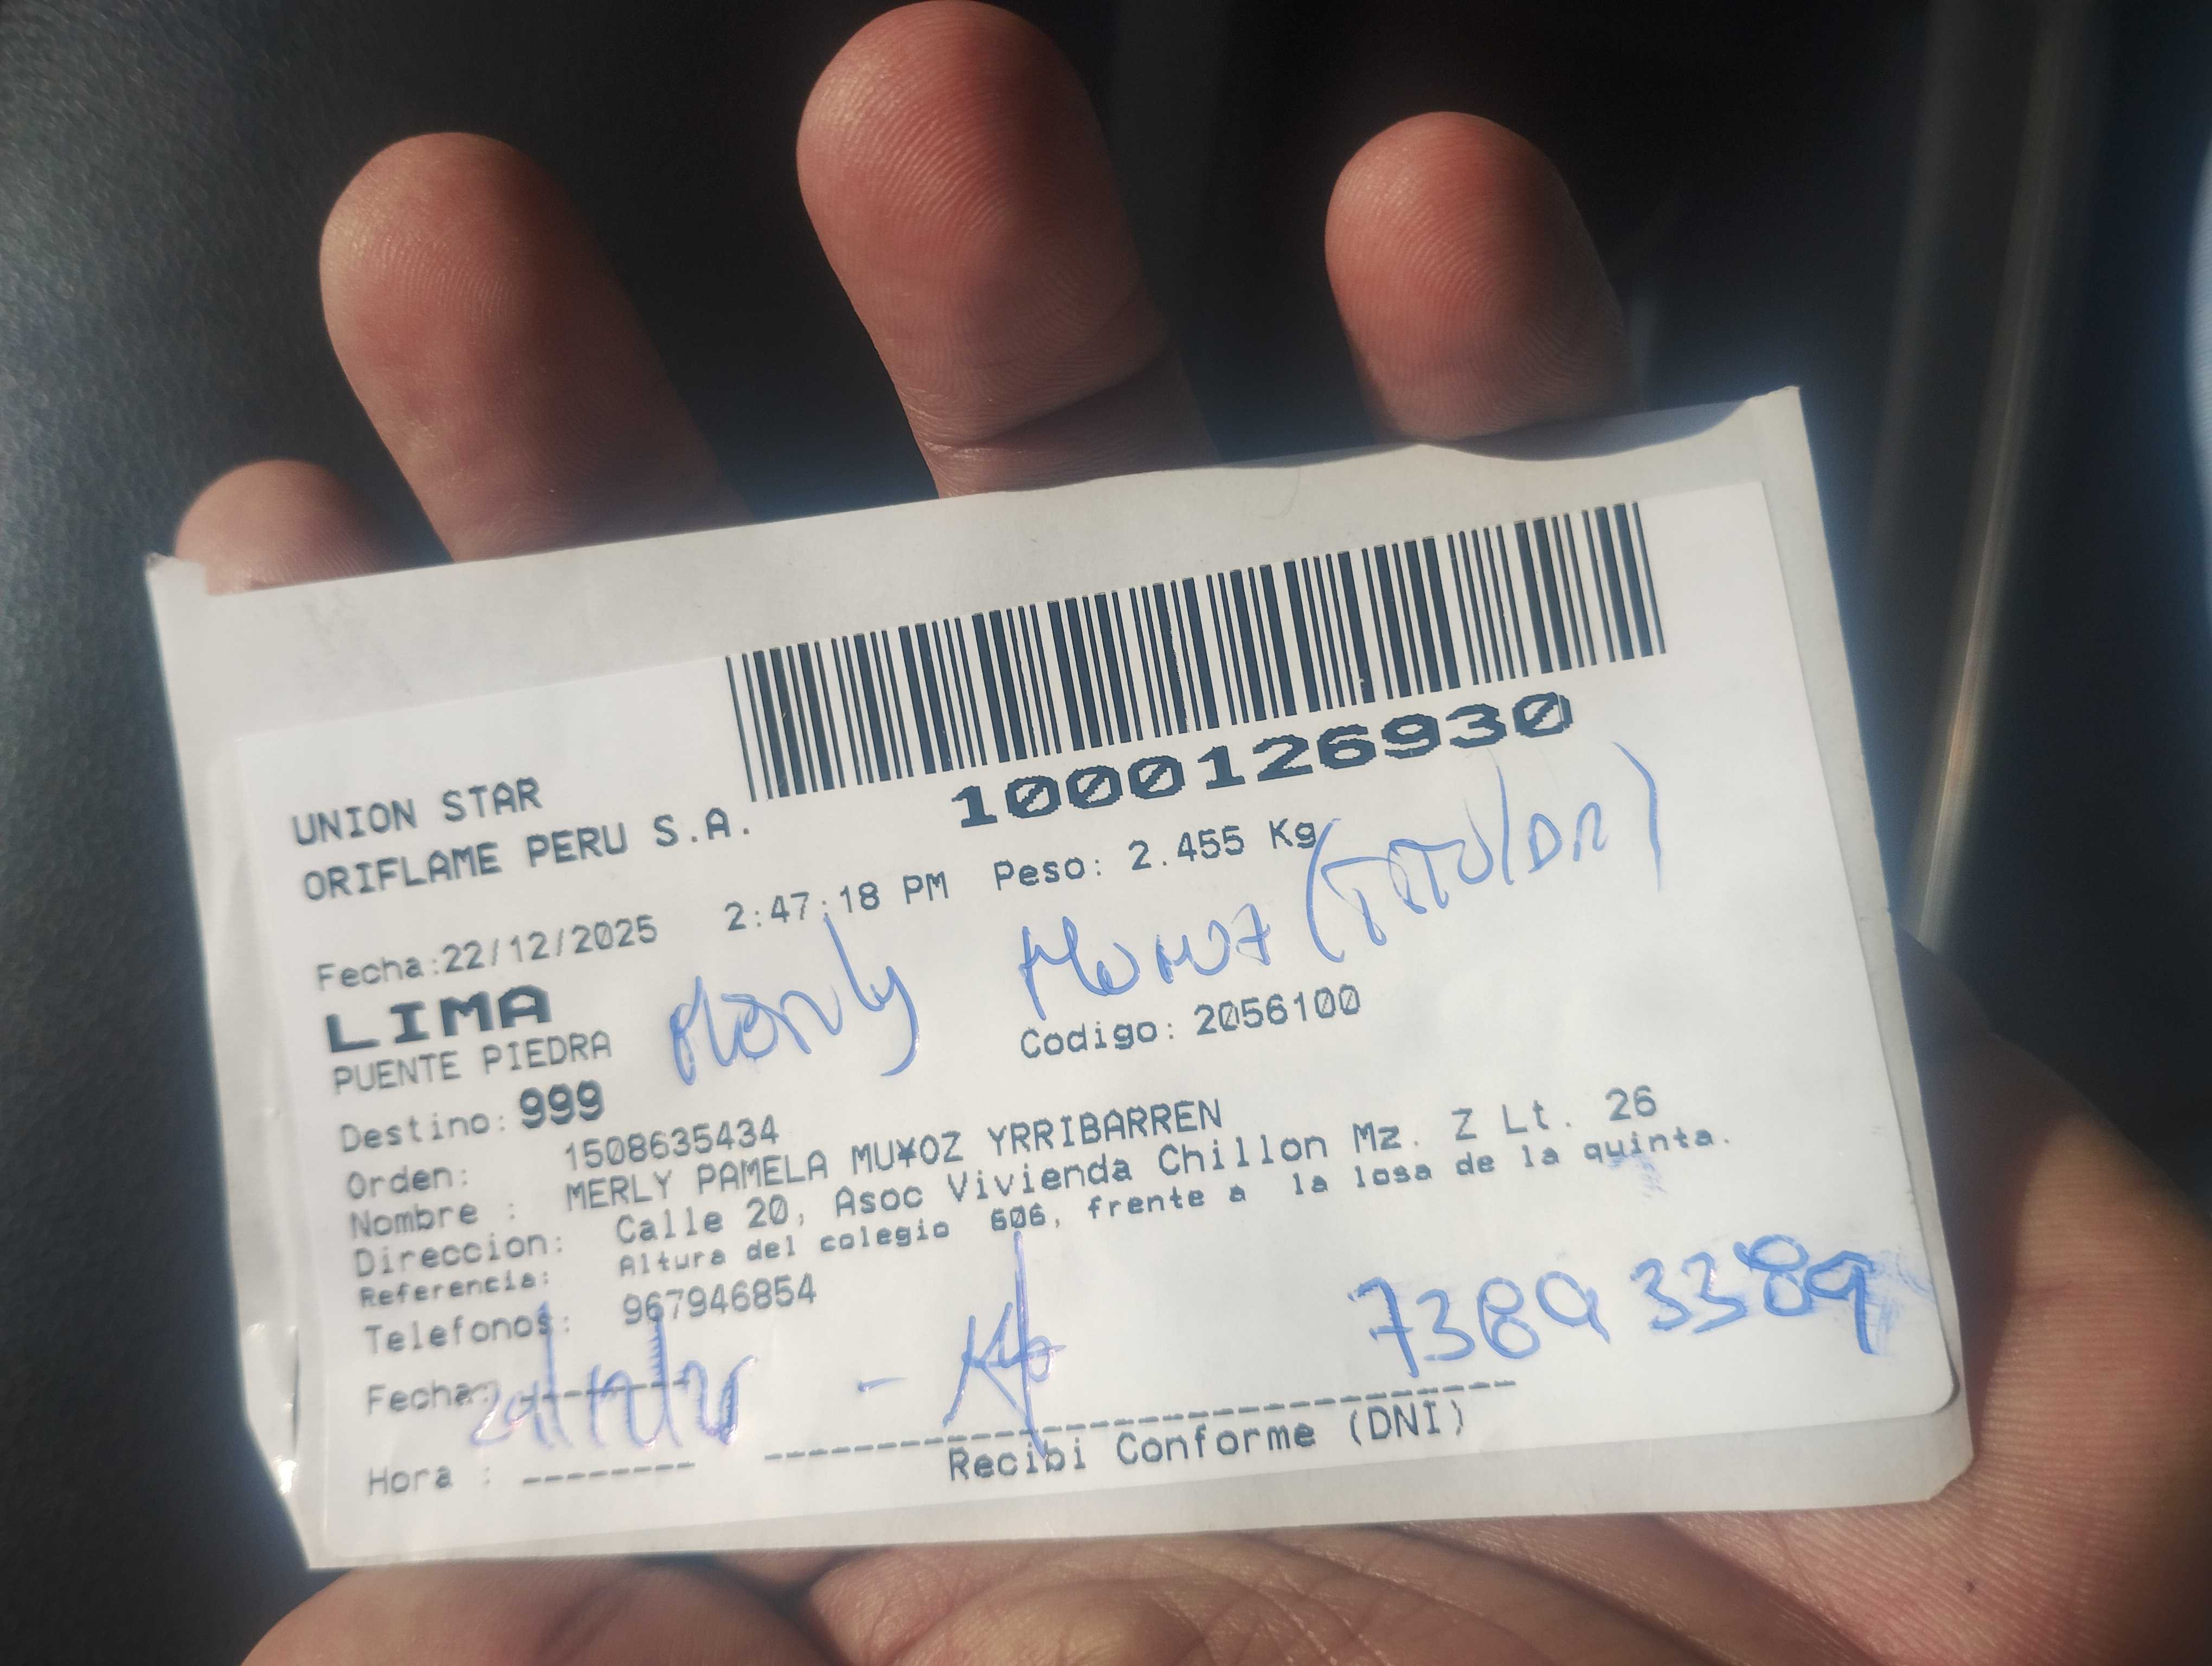 1000126930
UNION STAR
ORIFLAME PERU S.A.
Fecha:22/12/2025 2:47:18 PM Peso: 2.455 Kg
LIMA
PUENTE PIEDRA
Merly Munoz (TITULAR)
Destino: 999 Codigo: 2056100
Orden: 1508635434
Nombre : MERLY PAMELA MU¥OZ YRRIBARREN
Direccion: Calle 20, Asoc Vivienda Chillon Mz. Z Lt. 26
Referencia: Altura del colegio 606, frente a la losa de la quinta.
Telefonos: 967946854
73893389
Fecha:
Hora :
Recibi Conforme (DNI)